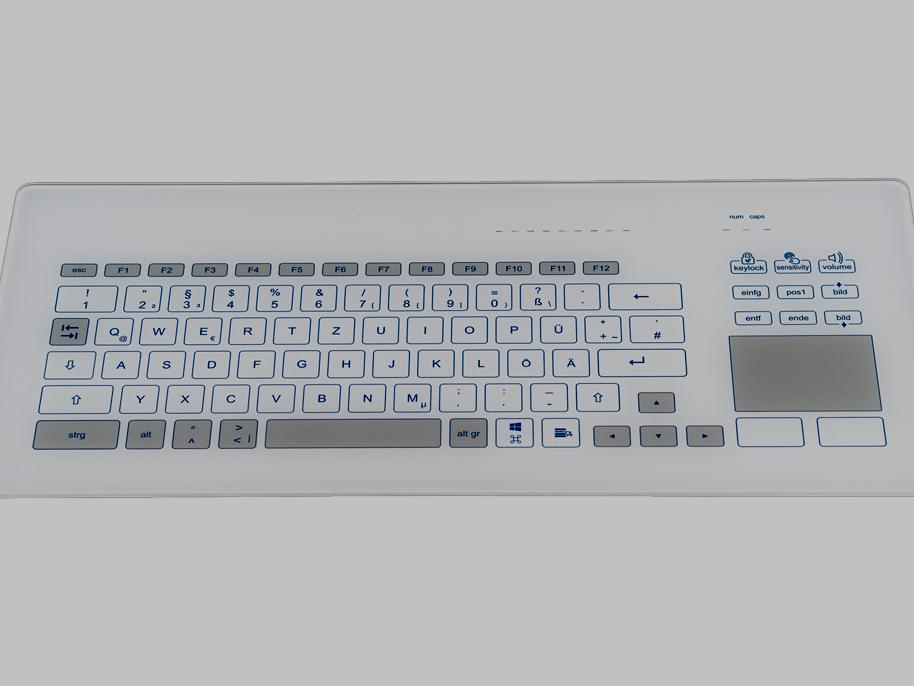 num caps
esc F1 F2 F3 F4 F5 F6 F7 F8 F9 F10 F11 F12
keylock sensitivity volume
! " § $ % & / ( ) = ?
1 2 ² 3 ³ 4 5 6 7 { 8 [ 9 ] 0 } ß \
einfg pos1 bild
Q @ W E € R T Z U I O P Ü * + ~ ' #
entf ende bild
A S D F G H J K L Ö Ä
Y X C V B N M µ ; , : . _ -
strg alt ° ^ > < | alt gr ⌘